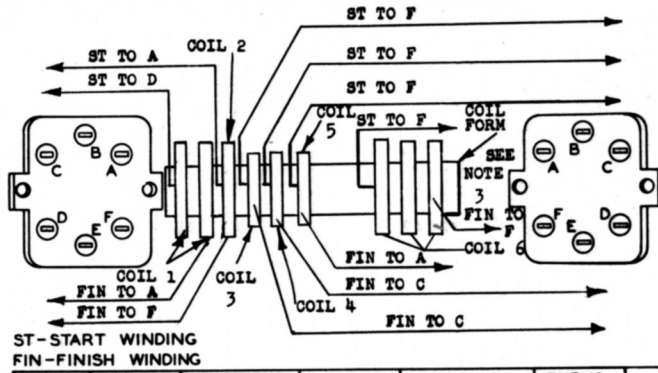 ST TO F
ST TO A
COIL 2
ST TO F
ST TO D
ST TO F
COIL 5
ST TO F
COIL FORM
SEE NOTE 3
C
B
A
D
E
F
A
B
C
F
E
D
FIN TO F
COIL 1
COIL 3
COIL 4
COIL 6
FIN TO A
FIN TO A
FIN TO C
FIN TO F
FIN TO C
ST-START WINDING
FIN-FINISH WINDING